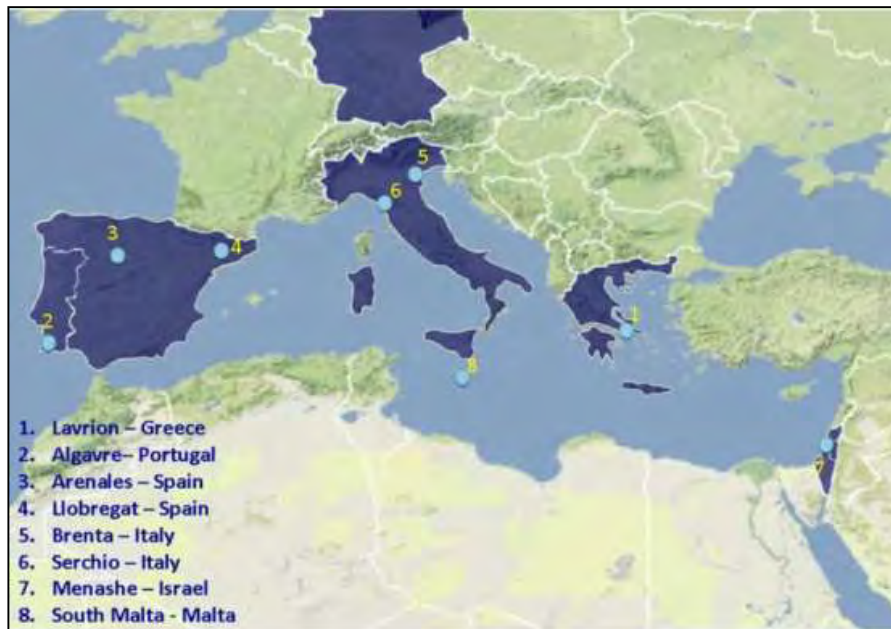 3
4
5
6
2
1
8
7
1. Lavrion – Greece
2. Algavre– Portugal
3. Arenales – Spain
4. Llobregat – Spain
5. Brenta – Italy
6. Serchio – Italy
7. Menashe – Israel
8. South Malta - Malta